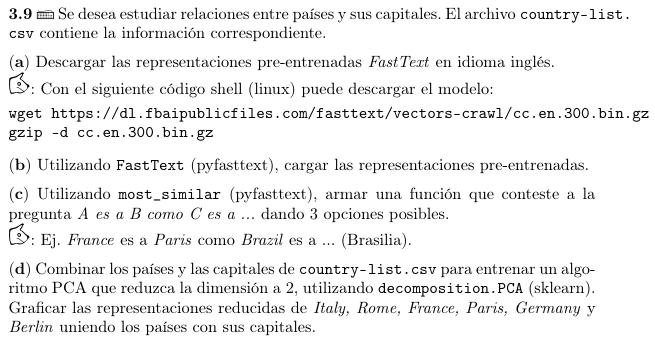 3.9 Se desea estudiar relaciones entre países y sus capitales. El archivo country-list.
csv contiene la información correspondiente.
(a) Descargar las representaciones pre-entrenadas FastText en idioma inglés.
: Con el siguiente código shell (linux) puede descargar el modelo:
wget https://dl.fbaipublicfiles.com/fasttext/vectors-crawl/cc.en.300.bin.gz
gzip -d cc.en.300.bin.gz
(b) Utilizando FastText (pyfasttext), cargar las representaciones pre-entrenadas.
(c) Utilizando most_similar (pyfasttext), armar una función que conteste a la
pregunta A es a B como C es a ... dando 3 opciones posibles.
: Ej. France es a Paris como Brazil es a ... (Brasilia).
(d) Combinar los países y las capitales de country-list.csv para entrenar un algo-
ritmo PCA que reduzca la dimensión a 2, utilizando decomposition.PCA (sklearn).
Graficar las representaciones reducidas de Italy, Rome, France, Paris, Germany y
Berlin uniendo los países con sus capitales.